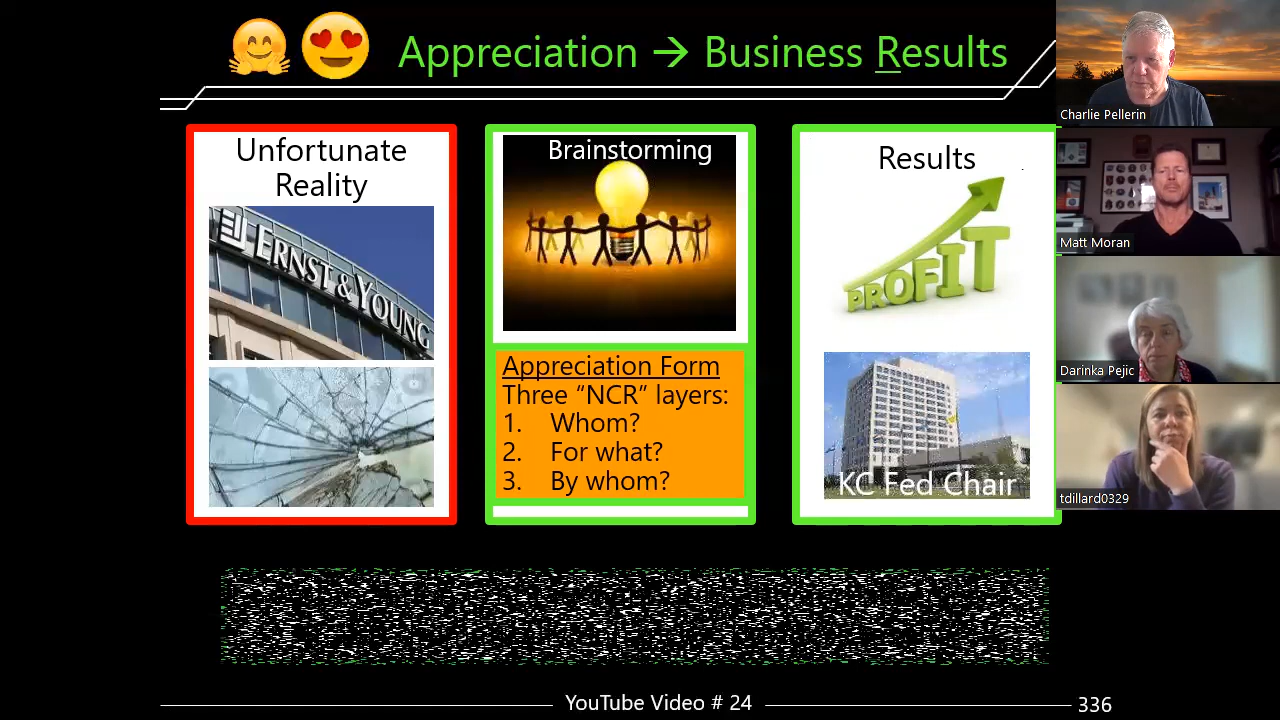 Appreciation → Business Results
Unfortunate
Reality
ERNST & YOUNG
Brainstorming
Appreciation Form
Three “NCR” layers:
1. Whom?
2. For what?
3. By whom?
Results
PROFIT
KC Fed Chair
Charlie Pellerin
Matt Moran
Darinka Pejic
tdillard0329
YouTube Video # 24
336